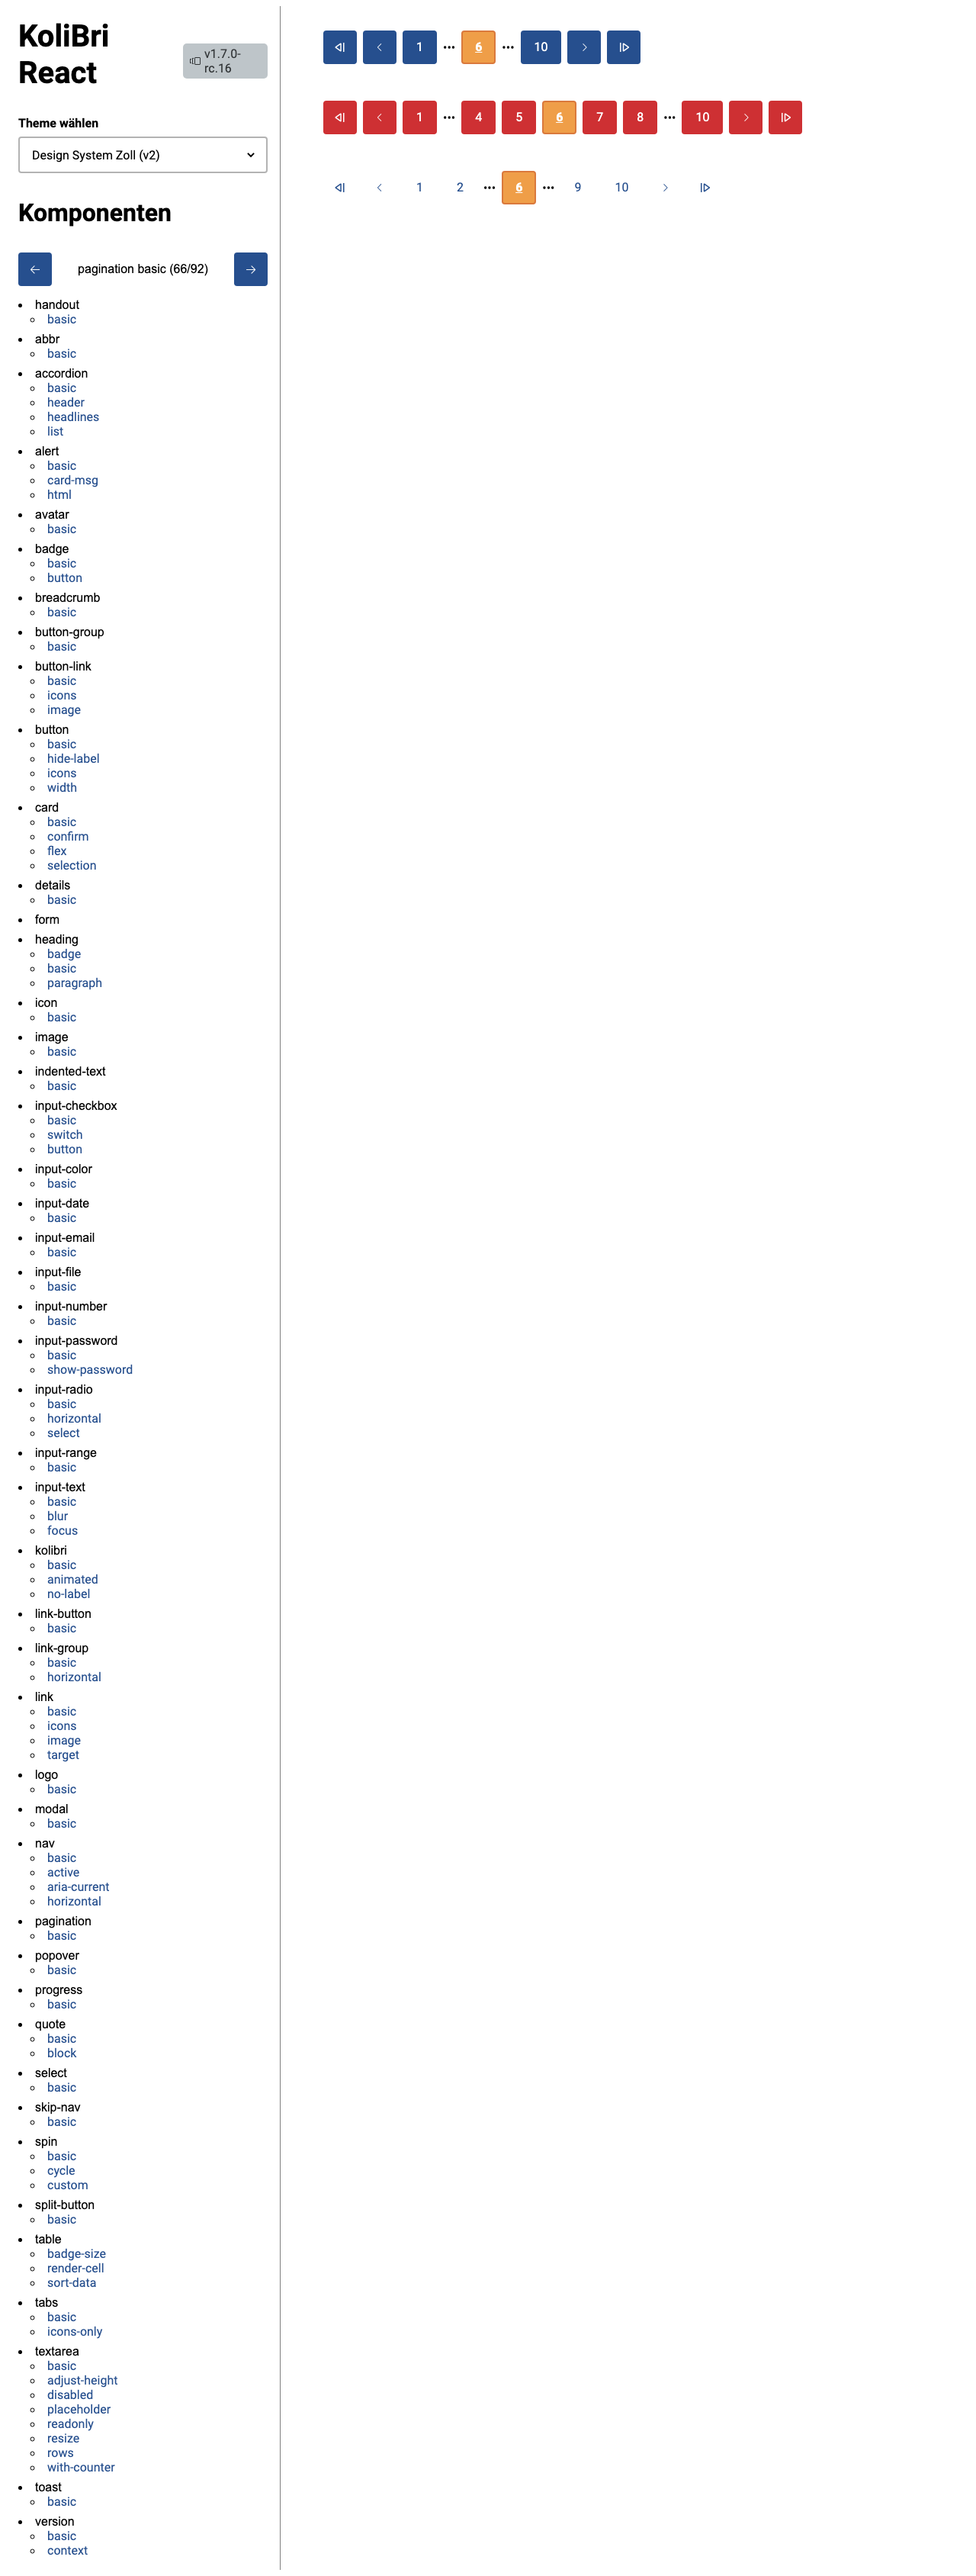 KoliBri
React
v1.7.0-
rc.16
Theme wählen
Design System Zoll (v2)
Komponenten
pagination basic (66/92)
handout
basic
abbr
basic
accordion
basic
header
headlines
list
alert
basic
card-msg
html
avatar
basic
badge
basic
button
breadcrumb
basic
button-group
basic
button-link
basic
icons
image
button
basic
hide-label
icons
width
card
basic
confirm
flex
selection
details
basic
form
heading
badge
basic
paragraph
icon
basic
image
basic
indented-text
basic
input-checkbox
basic
switch
button
input-color
basic
input-date
basic
input-email
basic
input-file
basic
input-number
basic
input-password
basic
show-password
input-radio
basic
horizontal
select
input-range
basic
input-text
basic
blur
focus
kolibri
basic
animated
no-label
link-button
basic
link-group
basic
horizontal
link
basic
icons
image
target
logo
basic
modal
basic
nav
basic
active
aria-current
horizontal
pagination
basic
popover
basic
progress
basic
quote
basic
block
select
basic
skip-nav
basic
spin
basic
cycle
custom
split-button
basic
table
badge-size
render-cell
sort-data
tabs
basic
icons-only
textarea
basic
adjust-height
disabled
placeholder
readonly
resize
rows
with-counter
toast
basic
version
basic
context
1 ••• 6 ••• 10
1 ••• 4 5 6 7 8 ••• 10
1 2 ••• 6 ••• 9 10